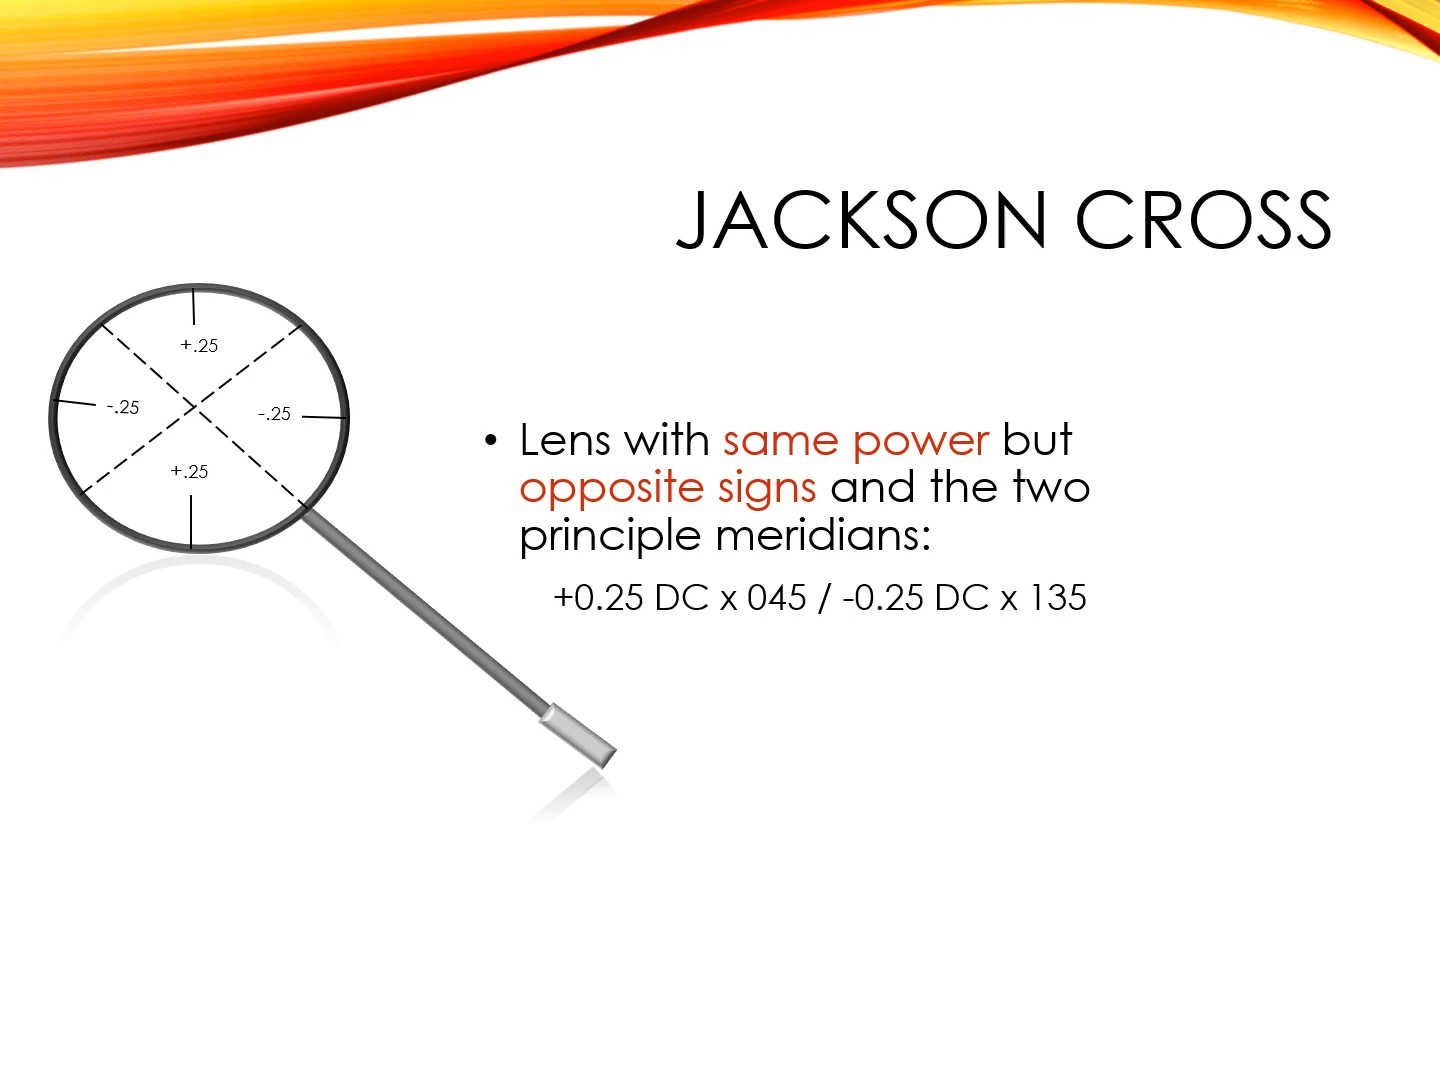 JACKSON CROSS
+.25
-.25
-.25
+.25
• Lens with same power but
opposite signs and the two
principle meridians:
+0.25 DC x 045 / -0.25 DC x 135